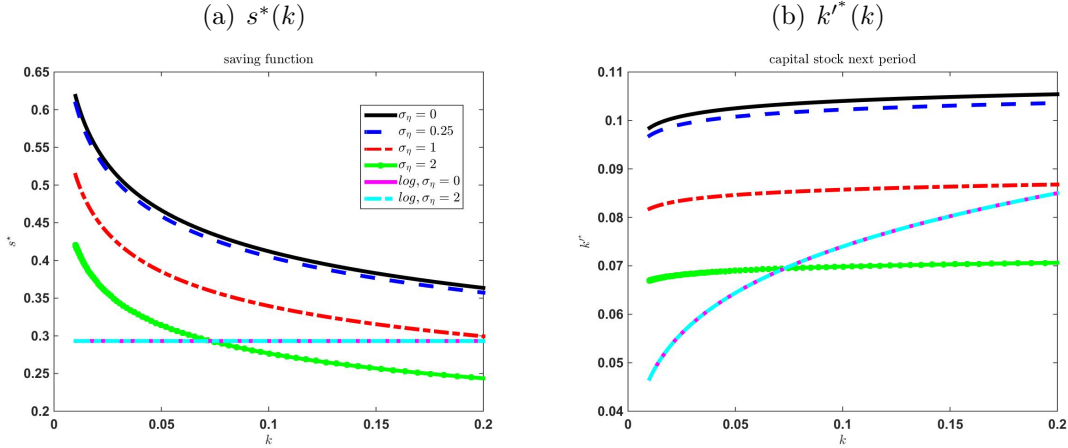 (a) s*(k)
saving function
0.65
0.6
0.55
0.5
0.45
0.4
0.35
0.3
0.25
0.2
s*
0
0.05
0.1
0.15
0.2
k
σ_η = 0
σ_η = 0.25
σ_η = 1
σ_η = 2
log, σ_η = 0
log, σ_η = 2
(b) k'*(k)
capital stock next period
0.11
0.1
0.09
0.08
0.07
0.06
0.05
0.04
k'*
0
0.05
0.1
0.15
0.2
k